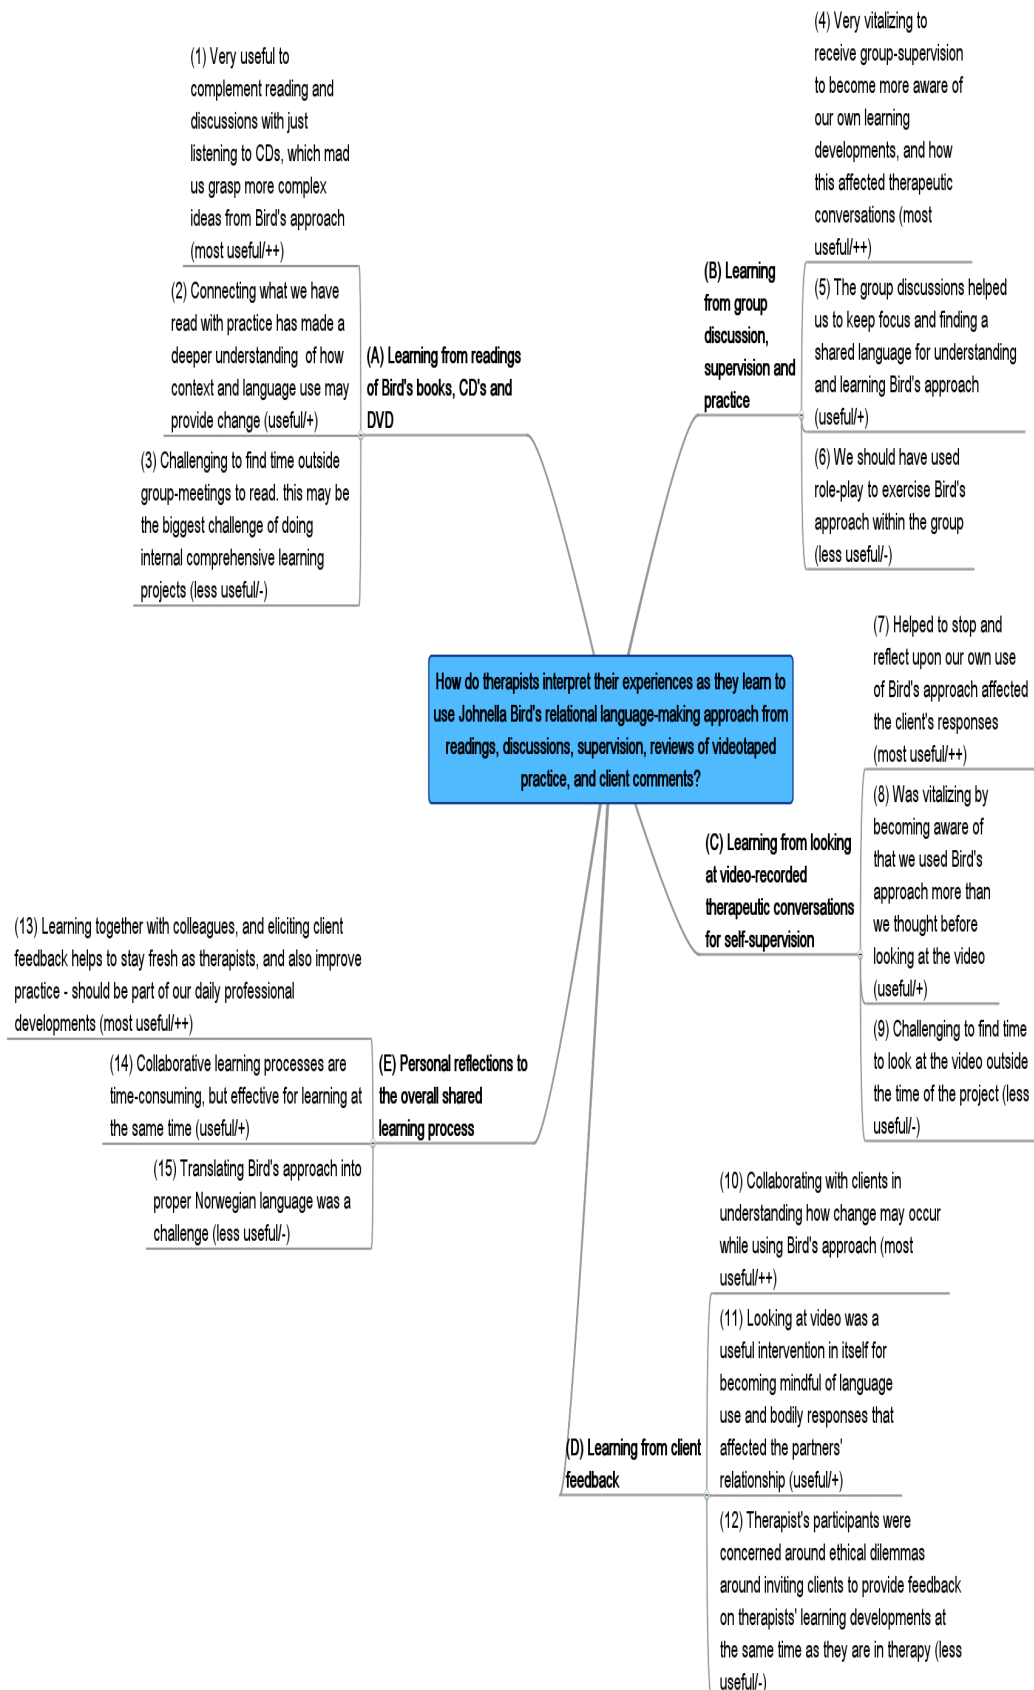 (1) Very useful to
complement reading and
discussions with just
listening to CDs, which mad
us grasp more complex
ideas from Bird's approach
(most useful/++)
(2) Connecting what we have
read with practice has made a
deeper understanding of how
context and language use may
provide change (useful/+)
(3) Challenging to find time outside
group-meetings to read. this may be
the biggest challenge of doing
internal comprehensive learning
projects (less useful/-)
(A) Learning from readings
of Bird's books, CD's and
DVD
(B) Learning
from group
discussion,
supervision and
practice
(4) Very vitalizing to
receive group-supervision
to become more aware of
our own learning
developments, and how
this affected therapeutic
conversations (most
useful/++)
(5) The group discussions helped
us to keep focus and finding a
shared language for understanding
and learning Bird's approach
(useful/+)
(6) We should have used
role-play to exercise Bird's
approach within the group
(less useful/-)
How do therapists interpret their experiences as they learn to
use Johnella Bird's relational language-making approach from
readings, discussions, supervision, reviews of videotaped
practice, and client comments?
(C) Learning from looking
at video-recorded
therapeutic conversations
for self-supervision
(7) Helped to stop and
reflect upon our own use
of Bird's approach affected
the client's responses
(most useful/++)
(8) Was vitalizing by
becoming aware of
that we used Bird's
approach more than
we thought before
looking at the video
(useful/+)
(9) Challenging to find time
to look at the video outside
the time of the project (less
useful/-)
(13) Learning together with colleagues, and eliciting client
feedback helps to stay fresh as therapists, and also improve
practice - should be part of our daily professional
developments (most useful/++)
(14) Collaborative learning processes are
time-consuming, but effective for learning at
the same time (useful/+)
(15) Translating Bird's approach into
proper Norwegian language was a
challenge (less useful/-)
(E) Personal reflections to
the overall shared
learning process
(D) Learning from client
feedback
(10) Collaborating with clients in
understanding how change may occur
while using Bird's approach (most
useful/++)
(11) Looking at video was a
useful intervention in itself for
becoming mindful of language
use and bodily responses that
affected the partners'
relationship (useful/+)
(12) Therapist's participants were
concerned around ethical dilemmas
around inviting clients to provide feedback
on therapists' learning developments at
the same time as they are in therapy (less
useful/-)